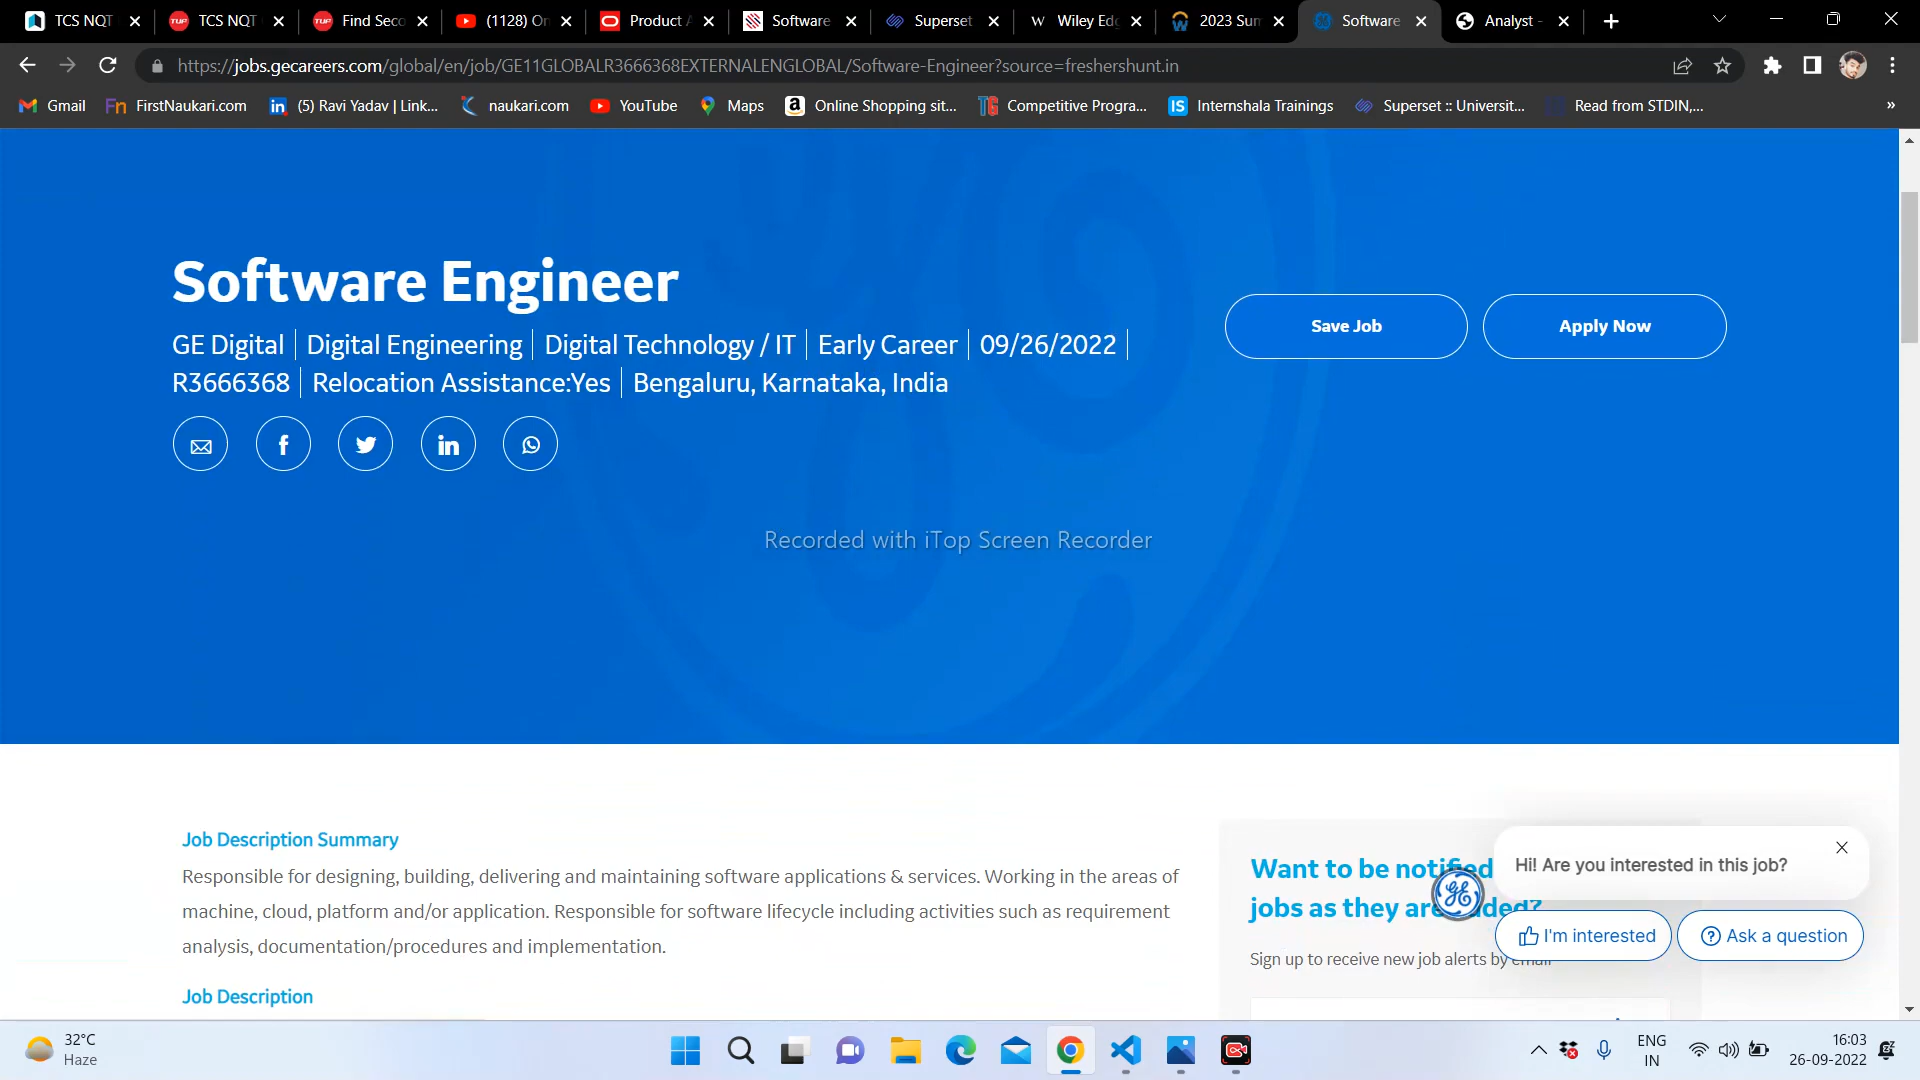 TCS NQT
TCS NQT
Find Seco
(1128) On
Product A
Software
Superset
Wiley Edg
2023 Sum
Software
Analyst -
https://jobs.gecareers.com/global/en/job/GE11GLOBALR3666368EXTERNALENGLOBAL/Software-Engineer?source=freshershunt.in
Gmail
FirstNaukari.com
(5) Ravi Yadav | Link...
naukari.com
YouTube
Maps
Online Shopping sit...
Competitive Progra...
Internshala Trainings
Superset :: Universit...
Read from STDIN,...
»
Software Engineer
GE Digital | Digital Engineering | Digital Technology / IT | Early Career | 09/26/2022 |
R3666368 | Relocation Assistance:Yes | Bengaluru, Karnataka, India
Save Job
Apply Now
Recorded with iTop Screen Recorder
Job Description Summary
Responsible for designing, building, delivering and maintaining software applications & services. Working in the areas of
machine, cloud, platform and/or application. Responsible for software lifecycle including activities such as requirement
analysis, documentation/procedures and implementation.
Job Description
Want to be notified
jobs as they are
Sign up to receive new job alerts by email
Hi! Are you interested in this job?
I'm interested
Ask a question
32°C
Haze
ENG
IN
16:03
26-09-2022